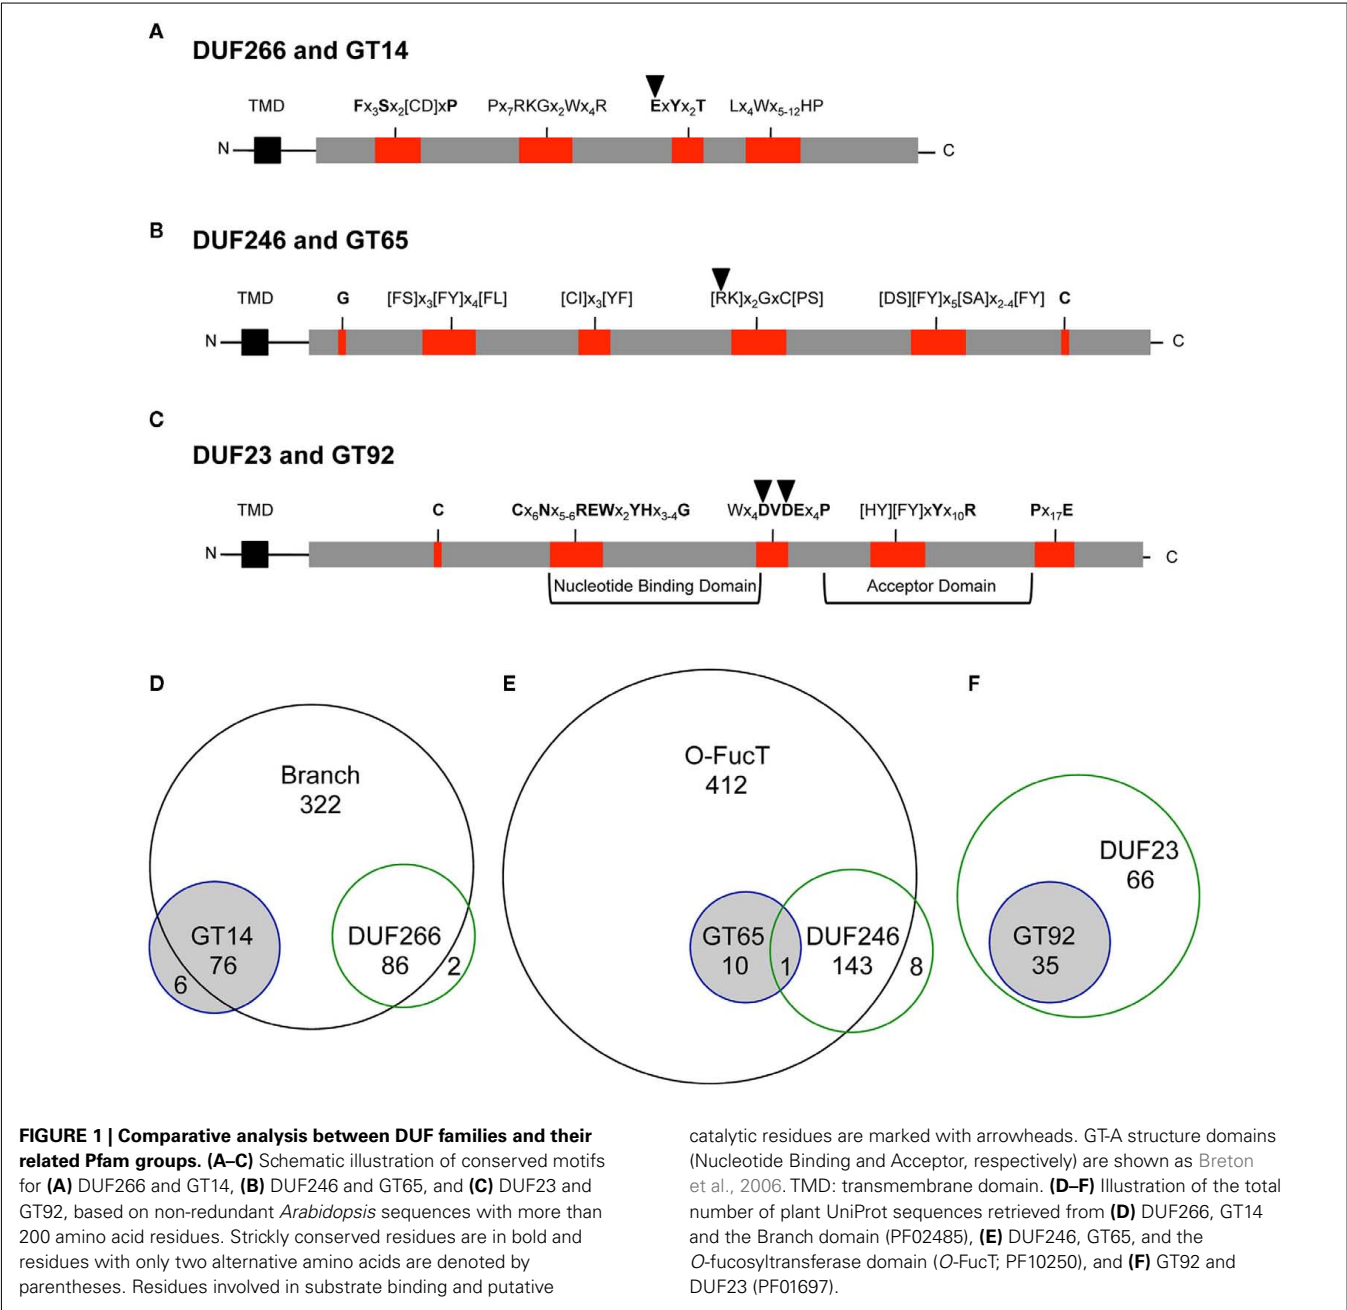 A
DUF266 and GT14
TMD Fx3Sx2[CD]xP Px7RKGx2Wx4R ExYx2T Lx4Wx5-12HP
N C
B
DUF246 and GT65
TMD G [FS]x3[FY]x4[FL] [CI]x3[YF] [RK]x2GxC[PS] [DS][FY]x5[SA]x2-4[FY] C
N C
C
DUF23 and GT92
TMD C Cx6Nx5-6REWx2YHx3-4G Wx4DVDEx4P [HY][FY]xYx10R Px17E
N C
Nucleotide Binding Domain Acceptor Domain
D
Branch
322
GT14
76
6
DUF266
86
2
E
O-FucT
412
GT65
10
1
DUF246
143
8
F
DUF23
66
GT92
35
FIGURE 1 | Comparative analysis between DUF families and their
related Pfam groups. (A–C) Schematic illustration of conserved motifs
for (A) DUF266 and GT14, (B) DUF246 and GT65, and (C) DUF23 and
GT92, based on non-redundant Arabidopsis sequences with more than
200 amino acid residues. Strickly conserved residues are in bold and
residues with only two alternative amino acids are denoted by
parentheses. Residues involved in substrate binding and putative
catalytic residues are marked with arrowheads. GT-A structure domains
(Nucleotide Binding and Acceptor, respectively) are shown as Breton
et al., 2006. TMD: transmembrane domain. (D–F) Illustration of the total
number of plant UniProt sequences retrieved from (D) DUF266, GT14
and the Branch domain (PF02485), (E) DUF246, GT65, and the
O-fucosyltransferase domain (O-FucT; PF10250), and (F) GT92 and
DUF23 (PF01697).